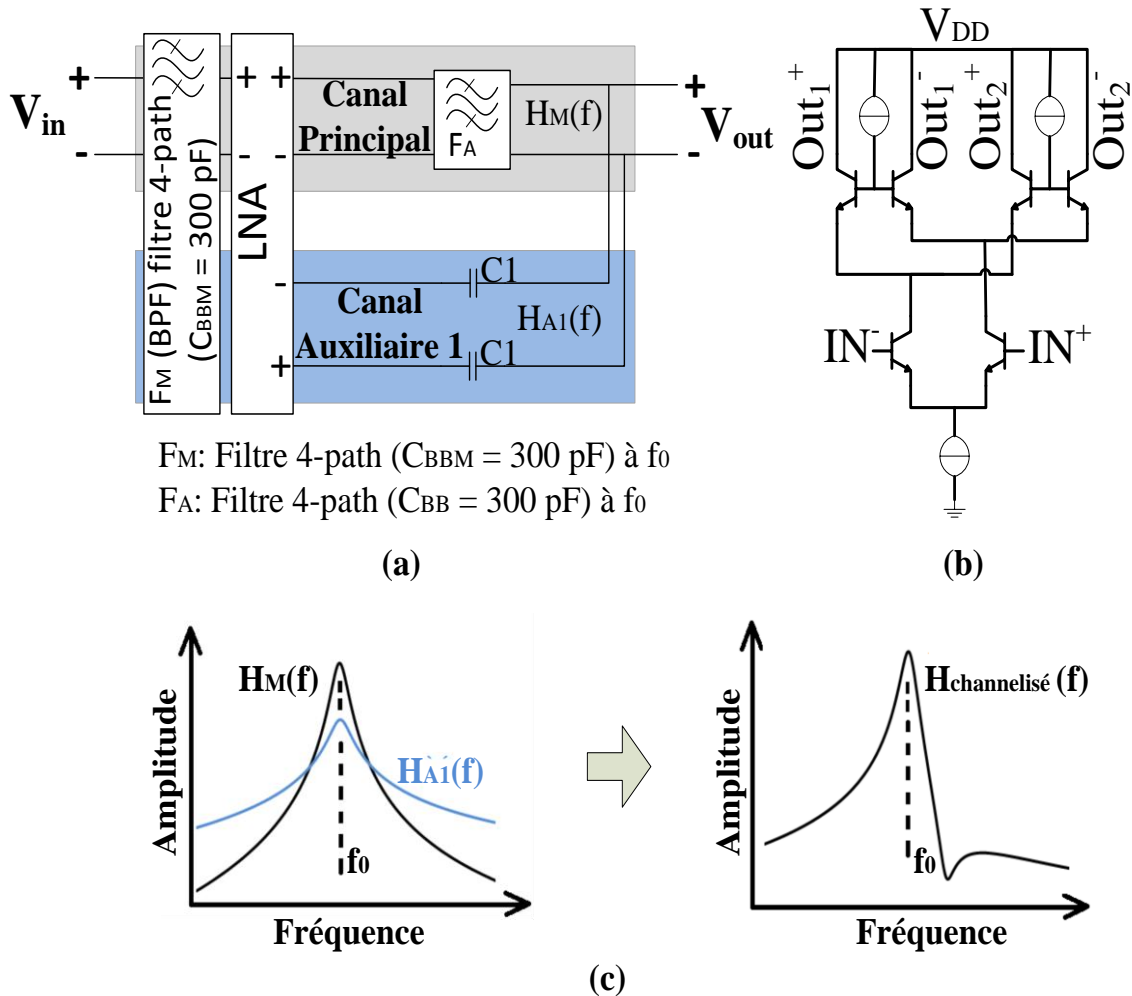 Vin
+
-
FM (BPF) filtre 4-path
(CBBM = 300 pF)
+
-
LNA
+
-
-
+
Canal
Principal
FA
HM(f)
+
Vout
-
C1
Canal
Auxiliaire 1
HA1(f)
C1
FM: Filtre 4-path (CBBM = 300 pF) à f0
FA: Filtre 4-path (CBB = 300 pF) à f0
(a)
VDD
Out1+
Out1-
Out2+
Out2-
IN-
IN+
(b)
Amplitude
HM(f)
HA1(f)
f0
Fréquence
Amplitude
Hchannelisé (f)
f0
Fréquence
(c)